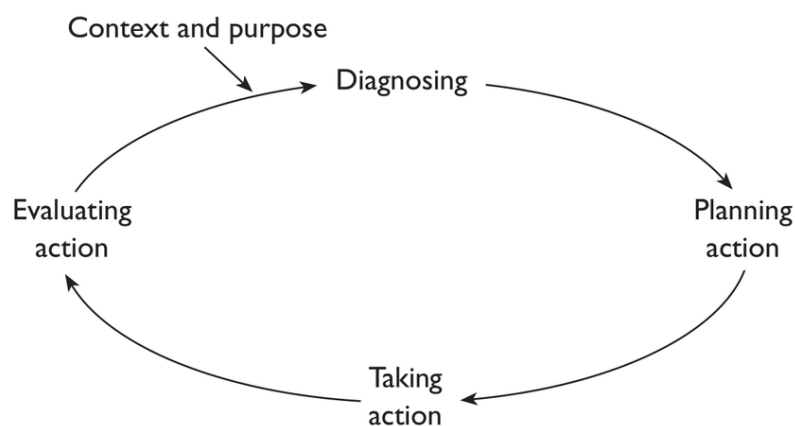 Context and purpose
Diagnosing
Evaluating
action
Planning
action
Taking
action